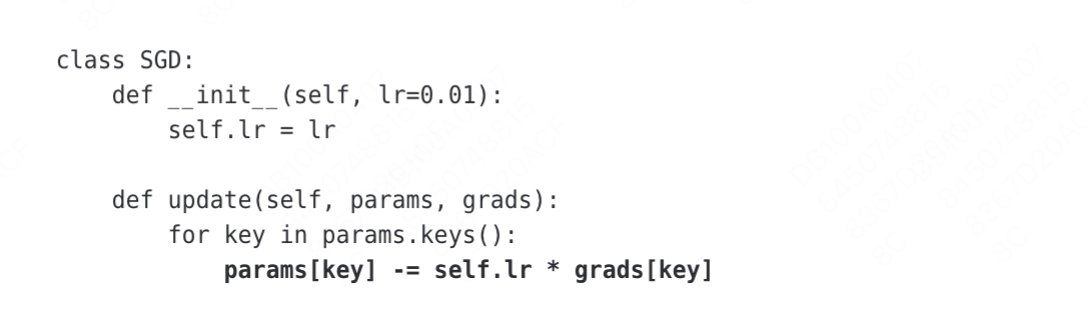 class SGD:
    def __init__(self, lr=0.01):
        self.lr = lr

    def update(self, params, grads):
        for key in params.keys():
            params[key] -= self.lr * grads[key]